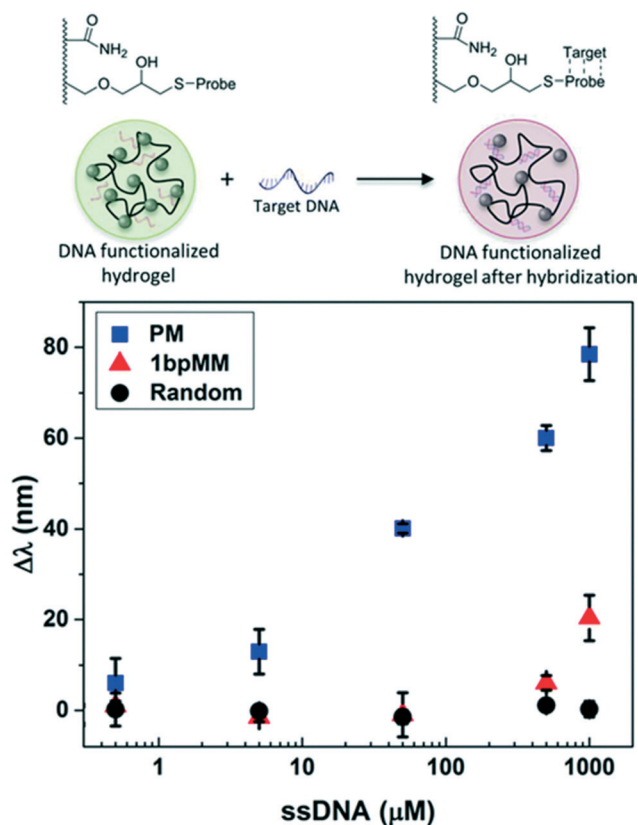 O
NH₂
OH
O
S–Probe
O
NH₂
OH
Target
O
S–Probe
+
Target DNA
DNA functionalized
hydrogel
DNA functionalized
hydrogel after hybridization
PM
1bpMM
Random
80
60
40
20
0
Δλ (nm)
1
10
100
1000
ssDNA (μM)